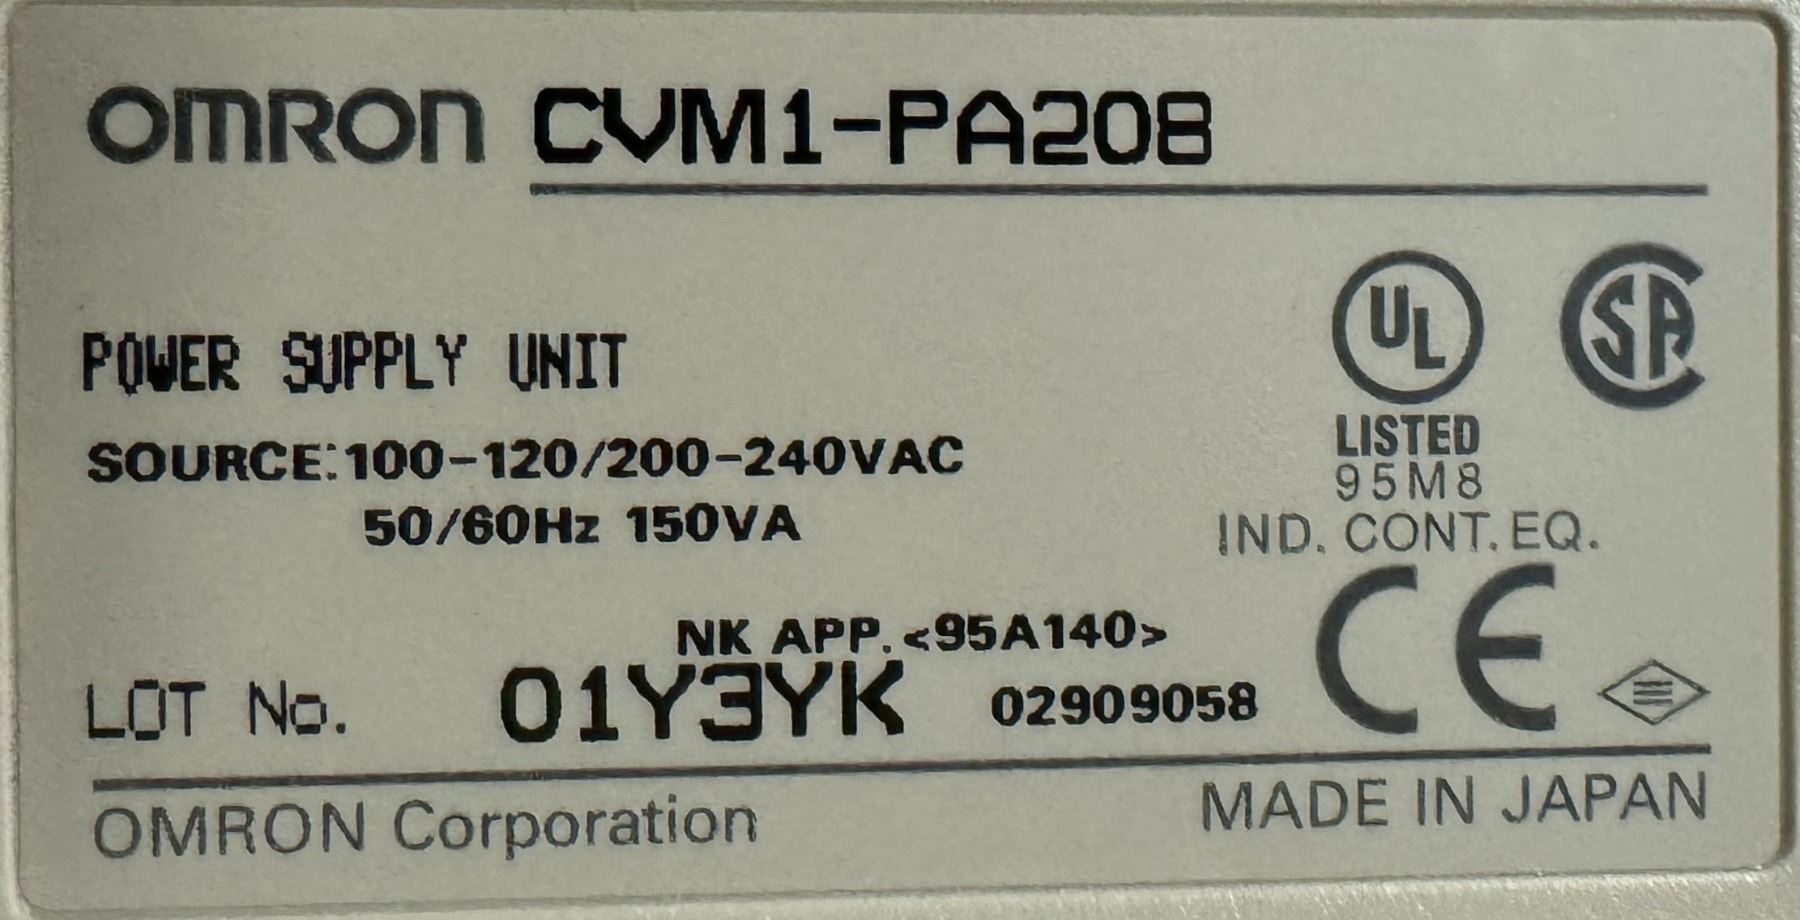 OMRON CVM1-PA208
UL
SA
POWER SUPPLY UNIT
LISTED
SOURCE:100-120/200-240VAC
95M8
50/60Hz 150VA
IND. CONT. EQ.
NK APP.<95A140>
CE
LOT No. 01Y3YK 02909058
OMRON Corporation
MADE IN JAPAN